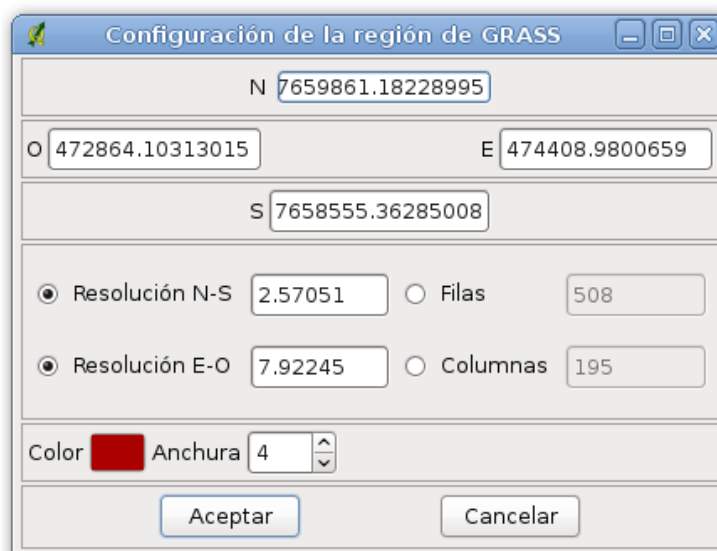 Configuración de la región de GRASS
N 7659861.18228995
O 472864.10313015 E 474408.9800659
S 7658555.36285008
Resolución N-S 2.57051 Filas 508
Resolución E-O 7.92245 Columnas 195
Color Anchura 4
Aceptar Cancelar